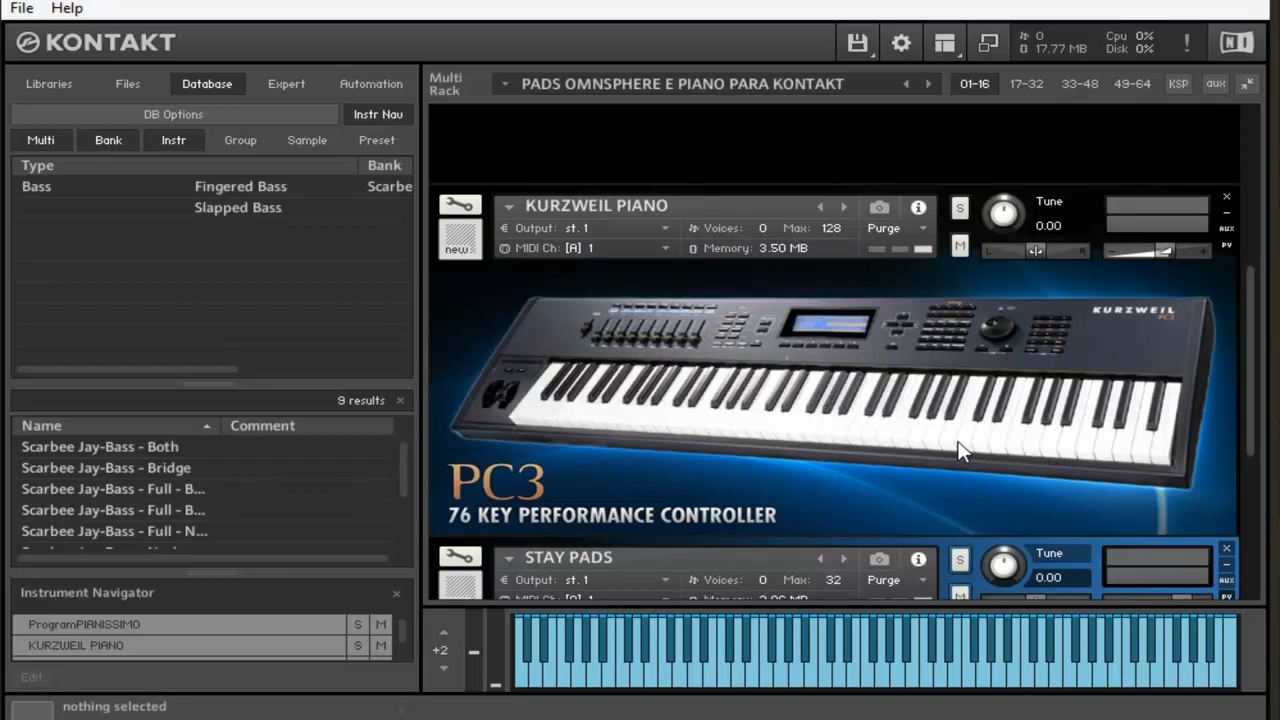 File Help
KONTAKT
0
17.77 MB
Cpu 0%
Disk 0%
!
NI
Libraries Files Database Expert Automation
DB Options Instr Nav
Multi Bank Instr Group Sample Preset
Type Bank
Bass Fingered Bass Scarbe
Slapped Bass
9 results ×
Name Comment
Scarbee Jay-Bass - Both
Scarbee Jay-Bass - Bridge
Scarbee Jay-Bass - Full - B...
Scarbee Jay-Bass - Full - B...
Scarbee Jay-Bass - Full - N...
Instrument Navigator ×
ProgramPIANISSIMO S M
KURZWEIL PIANO S M
Edit
nothing selected
Multi
Rack
PADS OMNSPHERE E PIANO PARA KONTAKT
01-16 17-32 33-48 49-64 KSP aux
KURZWEIL PIANO
S Tune ×
new Output: st. 1 Voices: 0 Max: 128 Purge 0.00 AUX
MIDI Ch: [A] 1 Memory: 3.50 MB M L R - + PV
KURZWEIL
PC3
PC3
76 KEY PERFORMANCE CONTROLLER
STAY PADS
S Tune ×
Output: st. 1 Voices: 0 Max: 32 Purge 0.00 AUX
+2